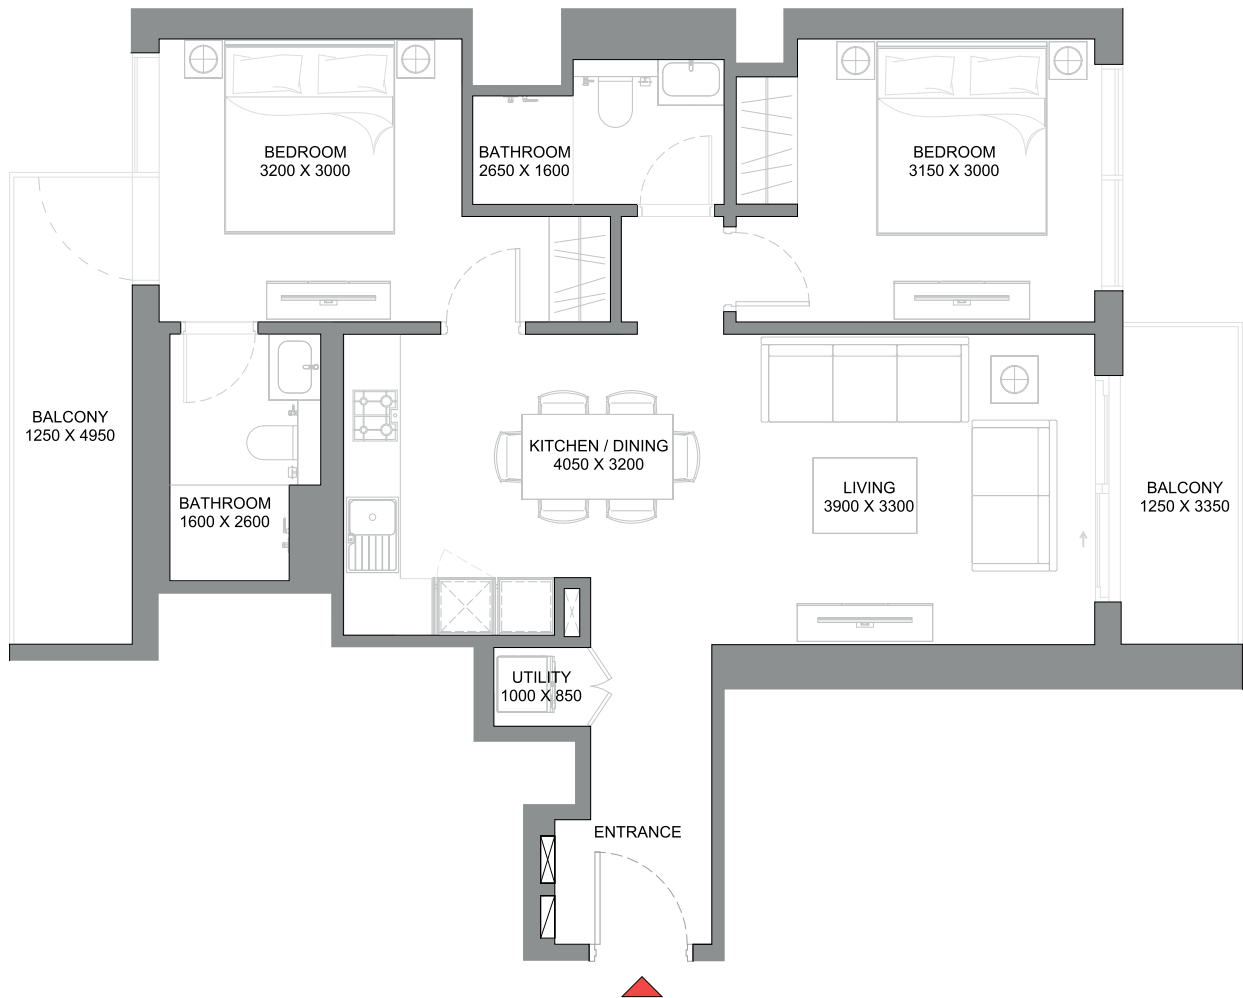 BEDROOM
3200 X 3000
BATHROOM
2650 X 1600
BEDROOM
3150 X 3000
BALCONY
1250 X 4950
BATHROOM
1600 X 2600
KITCHEN / DINING
4050 X 3200
LIVING
3900 X 3300
BALCONY
1250 X 3350
UTILITY
1000 X 850
ENTRANCE